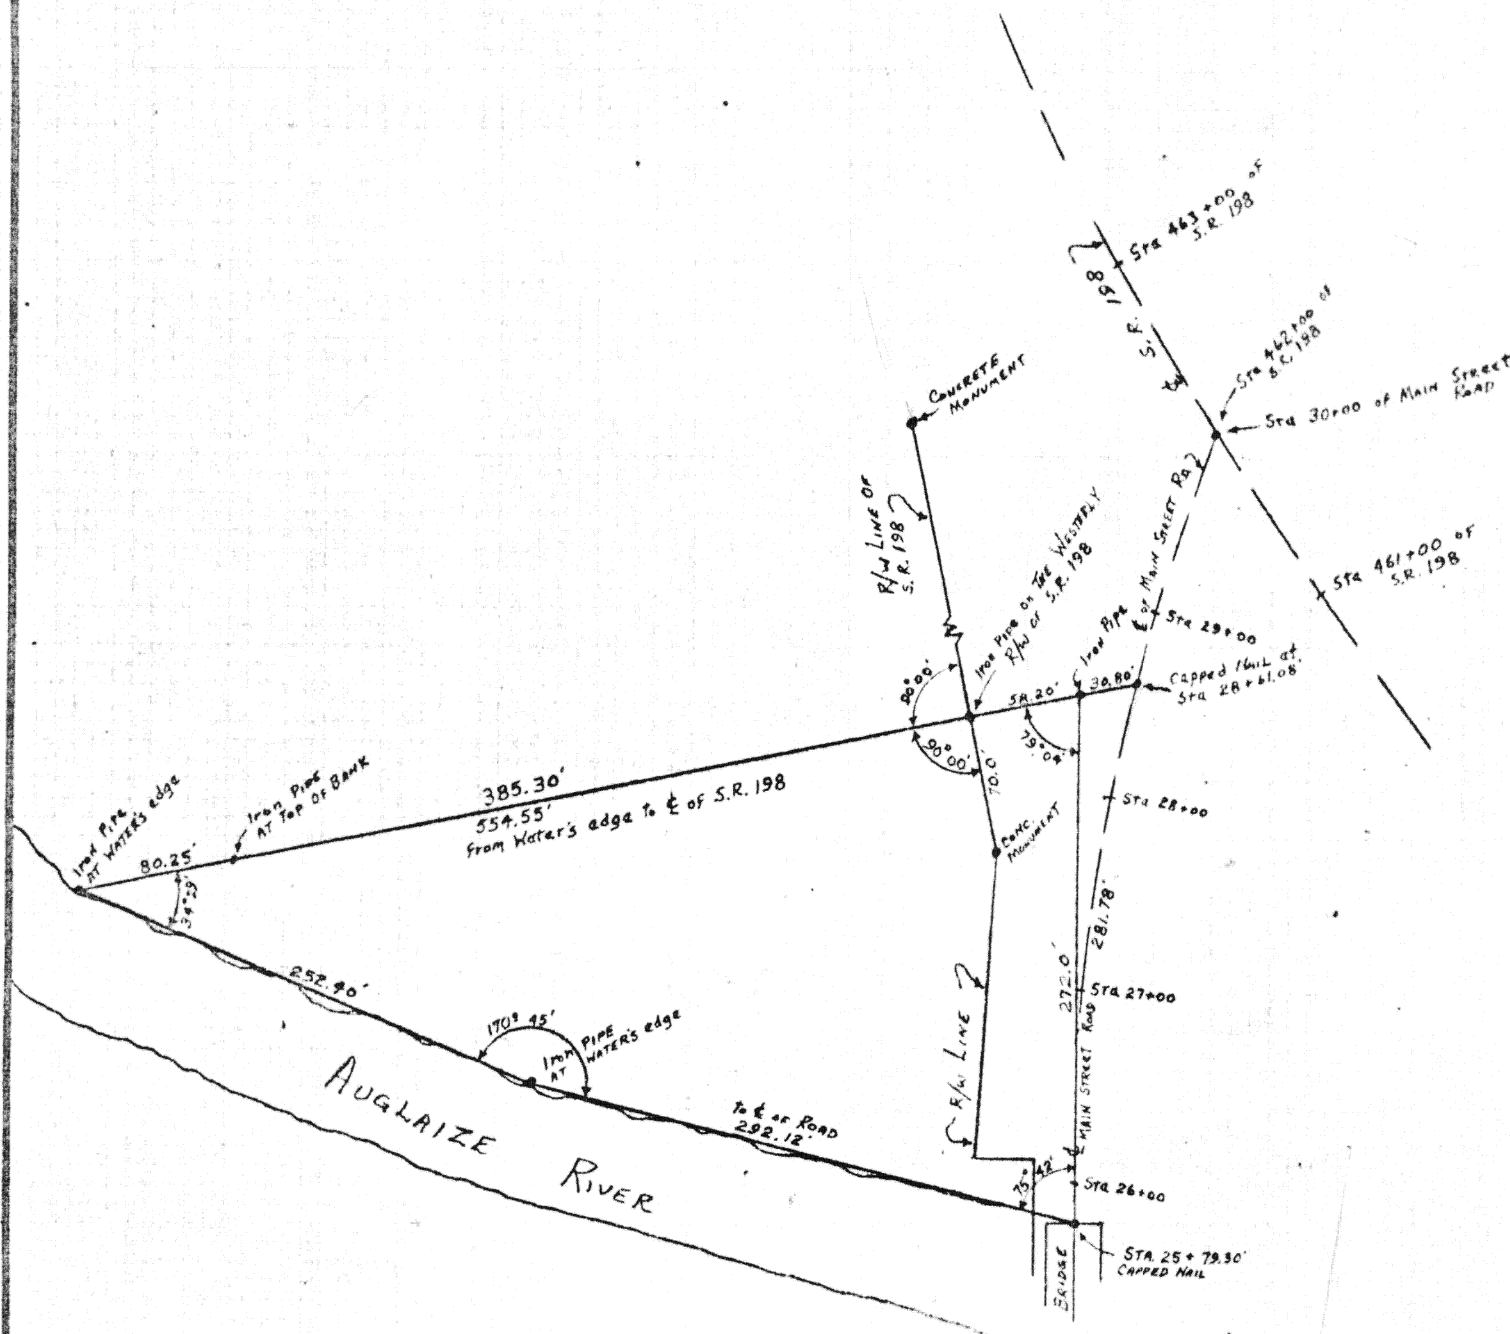 Sta 463+00 of
S.R. 198
℄ S.R. 198
Sta 462+00 of
S.R. 198
Sta 30+00 of MAIN STREET
ROAD
CONCRETE
MONUMENT
R/W LINE OF
S.R. 198
Iron PIPE on THE WESTERLY
R/W OF S.R. 198
Iron PIPE
℄ of MAIN STREET RD
Sta 461+00 of
S.R. 198
Sta 29+00
Capped Nail at
Sta 28+61.08'
90°00'
58.20'
30.80'
90°00'
79°04'
70.0'
Iron PIPE
AT WATER'S edge
Iron PIPE
AT TOP OF BANK
385.30'
554.55'
From Water's edge to ℄ of S.R. 198
80.25'
34°29'
Sta 28+00
CONC.
MONUMENT
281.78'
272.0'
252.40'
170° 45'
Iron PIPE
AT WATER'S edge
Sta 27+00
R/W LINE
℄ MAIN STREET ROAD
AUGLAIZE RIVER
to ℄ OF ROAD
292.12'
75° 42'
Sta 26+00
STA. 25+79.30'
CAPPED NAIL
BRIDGE